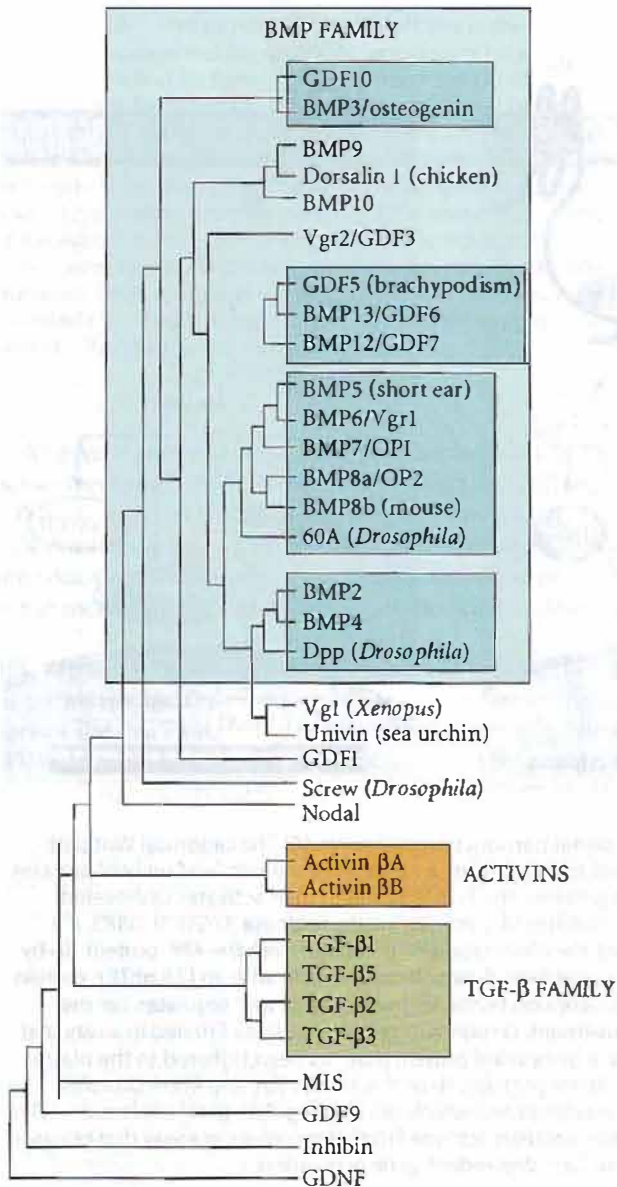 BMP FAMILY
GDF10
BMP3/osteogenin
BMP9
Dorsalin 1 (chicken)
BMP10
Vgr2/GDF3
GDF5 (brachypodism)
BMP13/GDF6
BMP12/GDF7
BMP5 (short ear)
BMP6/Vgr1
BMP7/OP1
BMP8a/OP2
BMP8b (mouse)
60A (Drosophila)
BMP2
BMP4
Dpp (Drosophila)
Vg1 (Xenopus)
Univin (sea urchin)
GDF1
Screw (Drosophila)
Nodal
Activin βA
Activin βB
ACTIVINS
TGF-β1
TGF-β5
TGF-β2
TGF-β3
TGF-β FAMILY
MIS
GDF9
Inhibin
GDNF